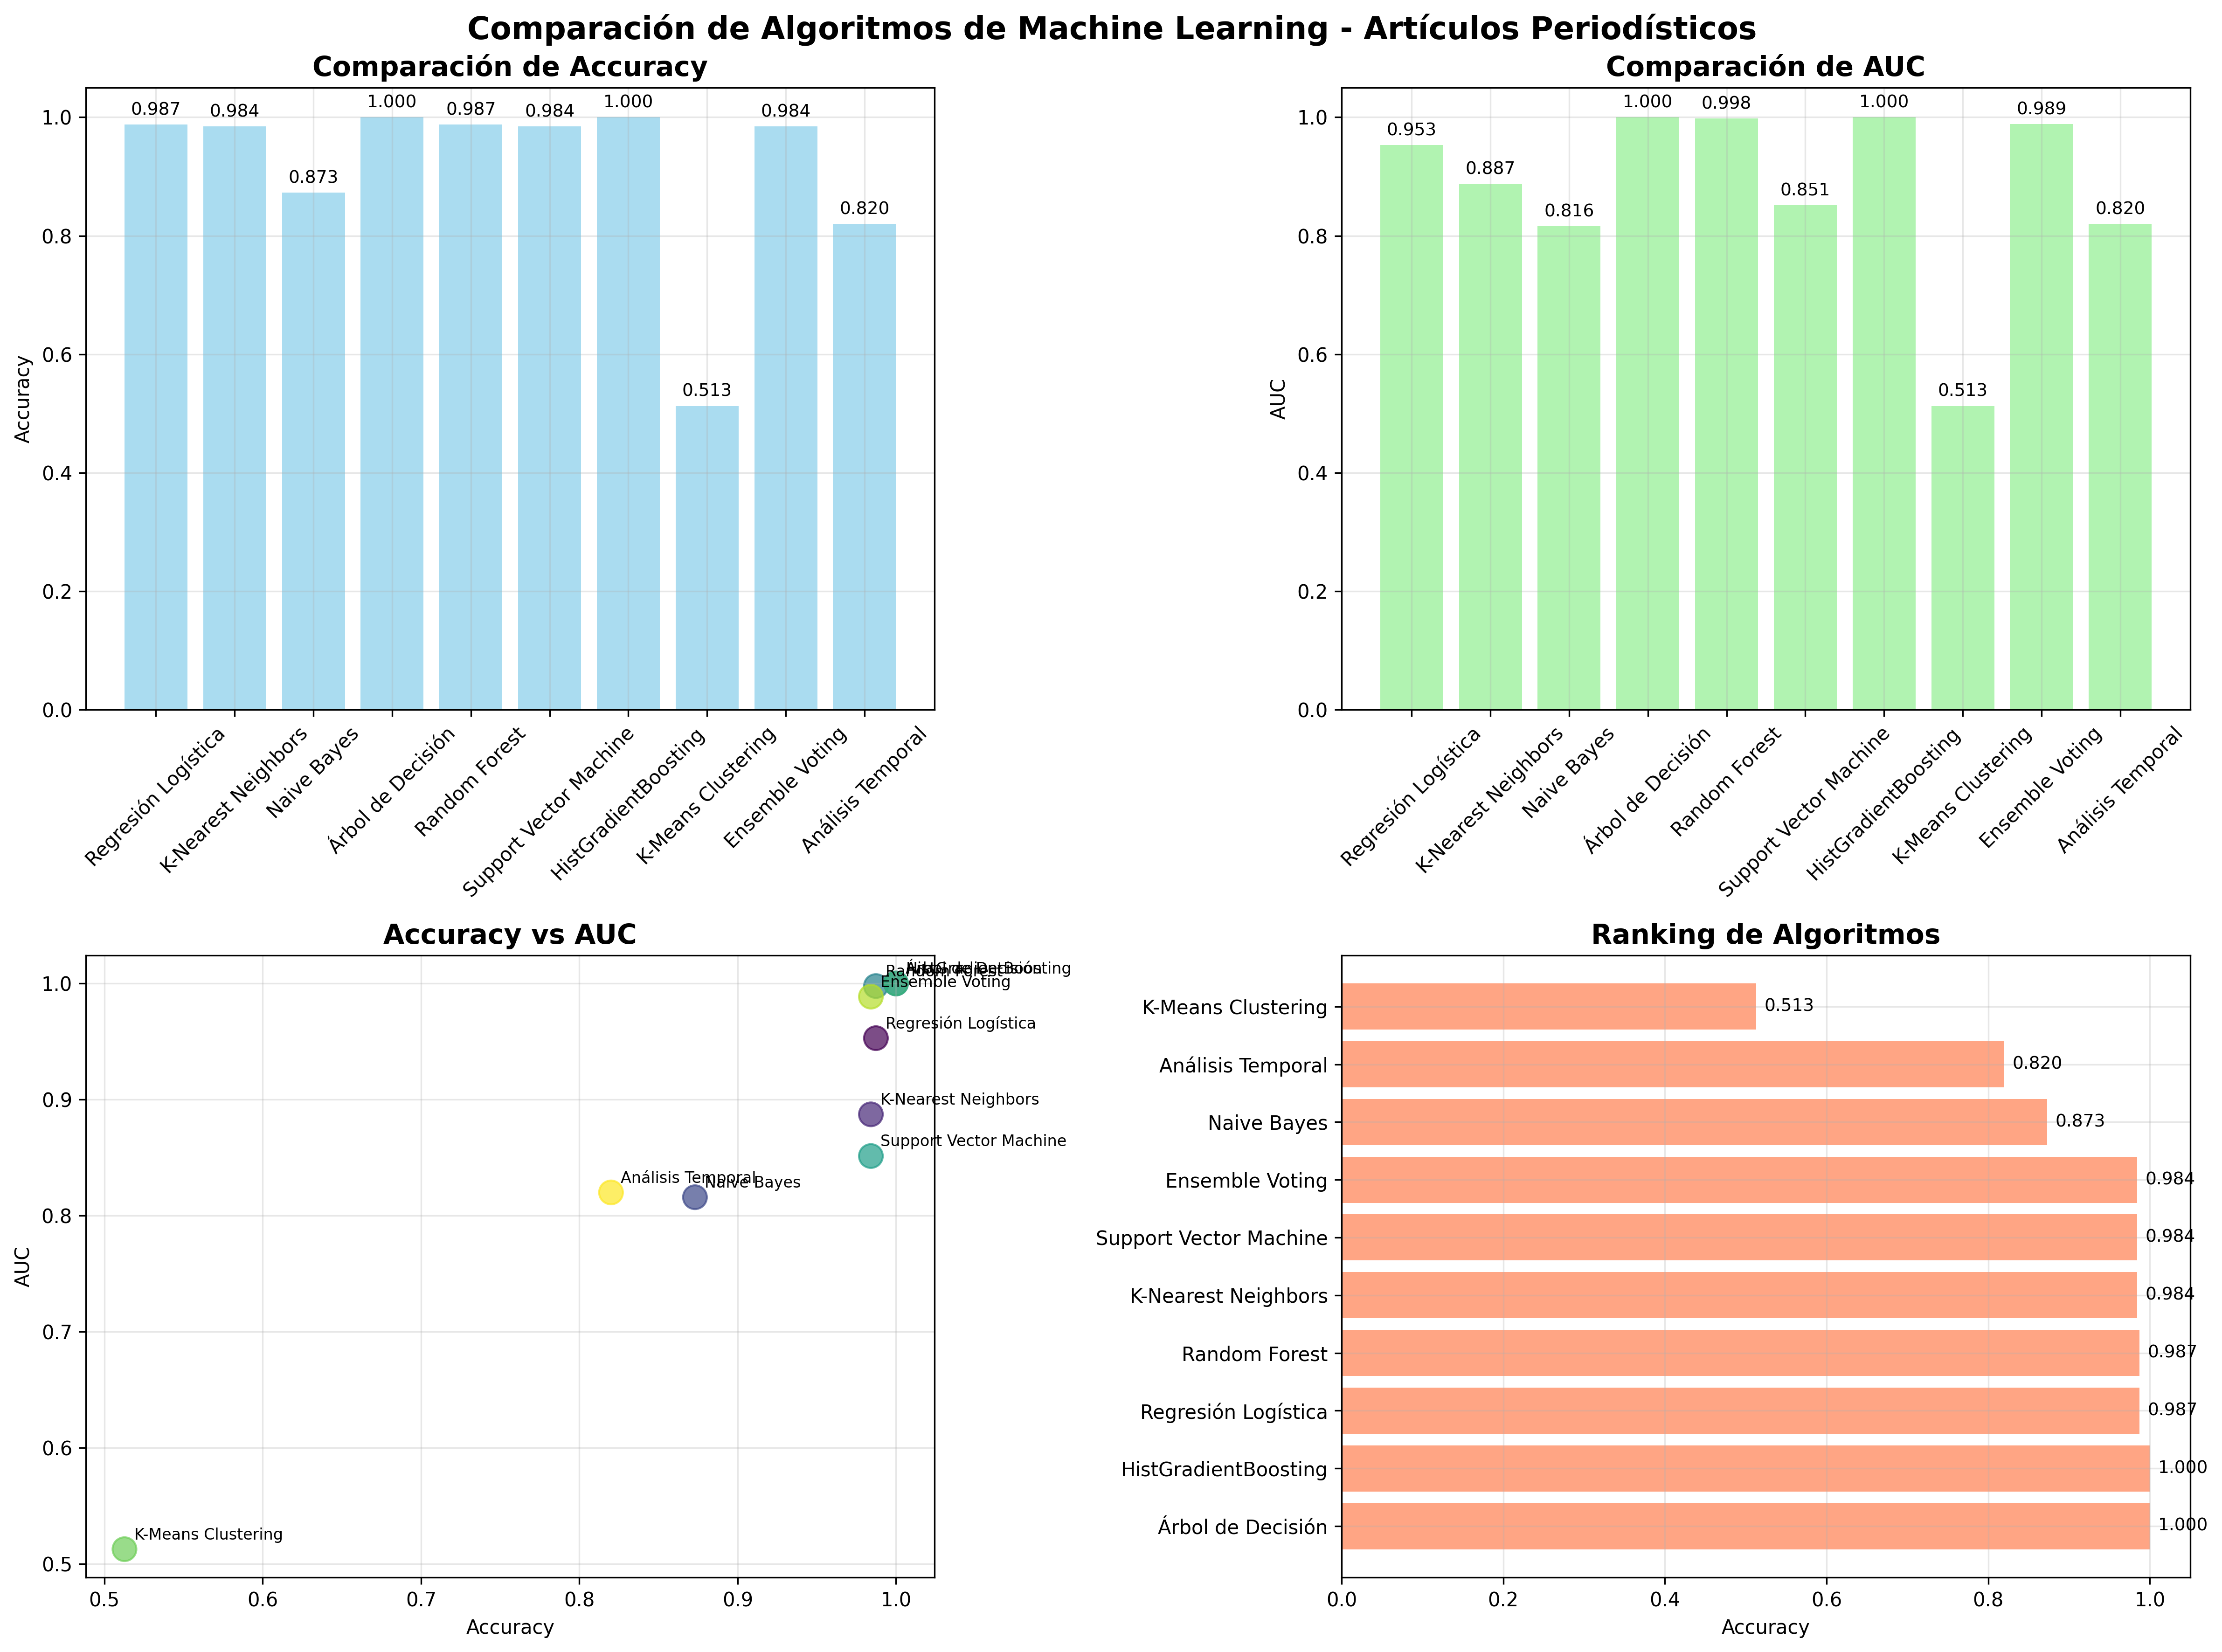 Comparación de Algoritmos de Machine Learning - Artículos Periodísticos
Comparación de Accuracy
Accuracy
1.0
0.8
0.6
0.4
0.2
0.0
0.987
0.984
0.873
1.000
0.987
0.984
1.000
0.513
0.984
0.820
Regresión Logística
K-Nearest Neighbors
Naive Bayes
Árbol de Decisión
Random Forest
Support Vector Machine
HistGradientBoosting
K-Means Clustering
Ensemble Voting
Análisis Temporal
Comparación de AUC
AUC
1.0
0.8
0.6
0.4
0.2
0.0
0.953
0.887
0.816
1.000
0.998
0.851
1.000
0.513
0.989
0.820
Regresión Logística
K-Nearest Neighbors
Naive Bayes
Árbol de Decisión
Random Forest
Support Vector Machine
HistGradientBoosting
K-Means Clustering
Ensemble Voting
Análisis Temporal
Accuracy vs AUC
AUC
1.0
0.9
0.8
0.7
0.6
0.5
Árbol de Decisión
HistGradientBoosting
Random Forest
Ensemble Voting
Regresión Logística
K-Nearest Neighbors
Support Vector Machine
Análisis Temporal
Naive Bayes
K-Means Clustering
0.5
0.6
0.7
0.8
0.9
1.0
Accuracy
Ranking de Algoritmos
K-Means Clustering
0.513
Análisis Temporal
0.820
Naive Bayes
0.873
Ensemble Voting
0.984
Support Vector Machine
0.984
K-Nearest Neighbors
0.984
Random Forest
0.987
Regresión Logística
0.987
HistGradientBoosting
1.000
Árbol de Decisión
1.000
0.0
0.2
0.4
0.6
0.8
1.0
Accuracy